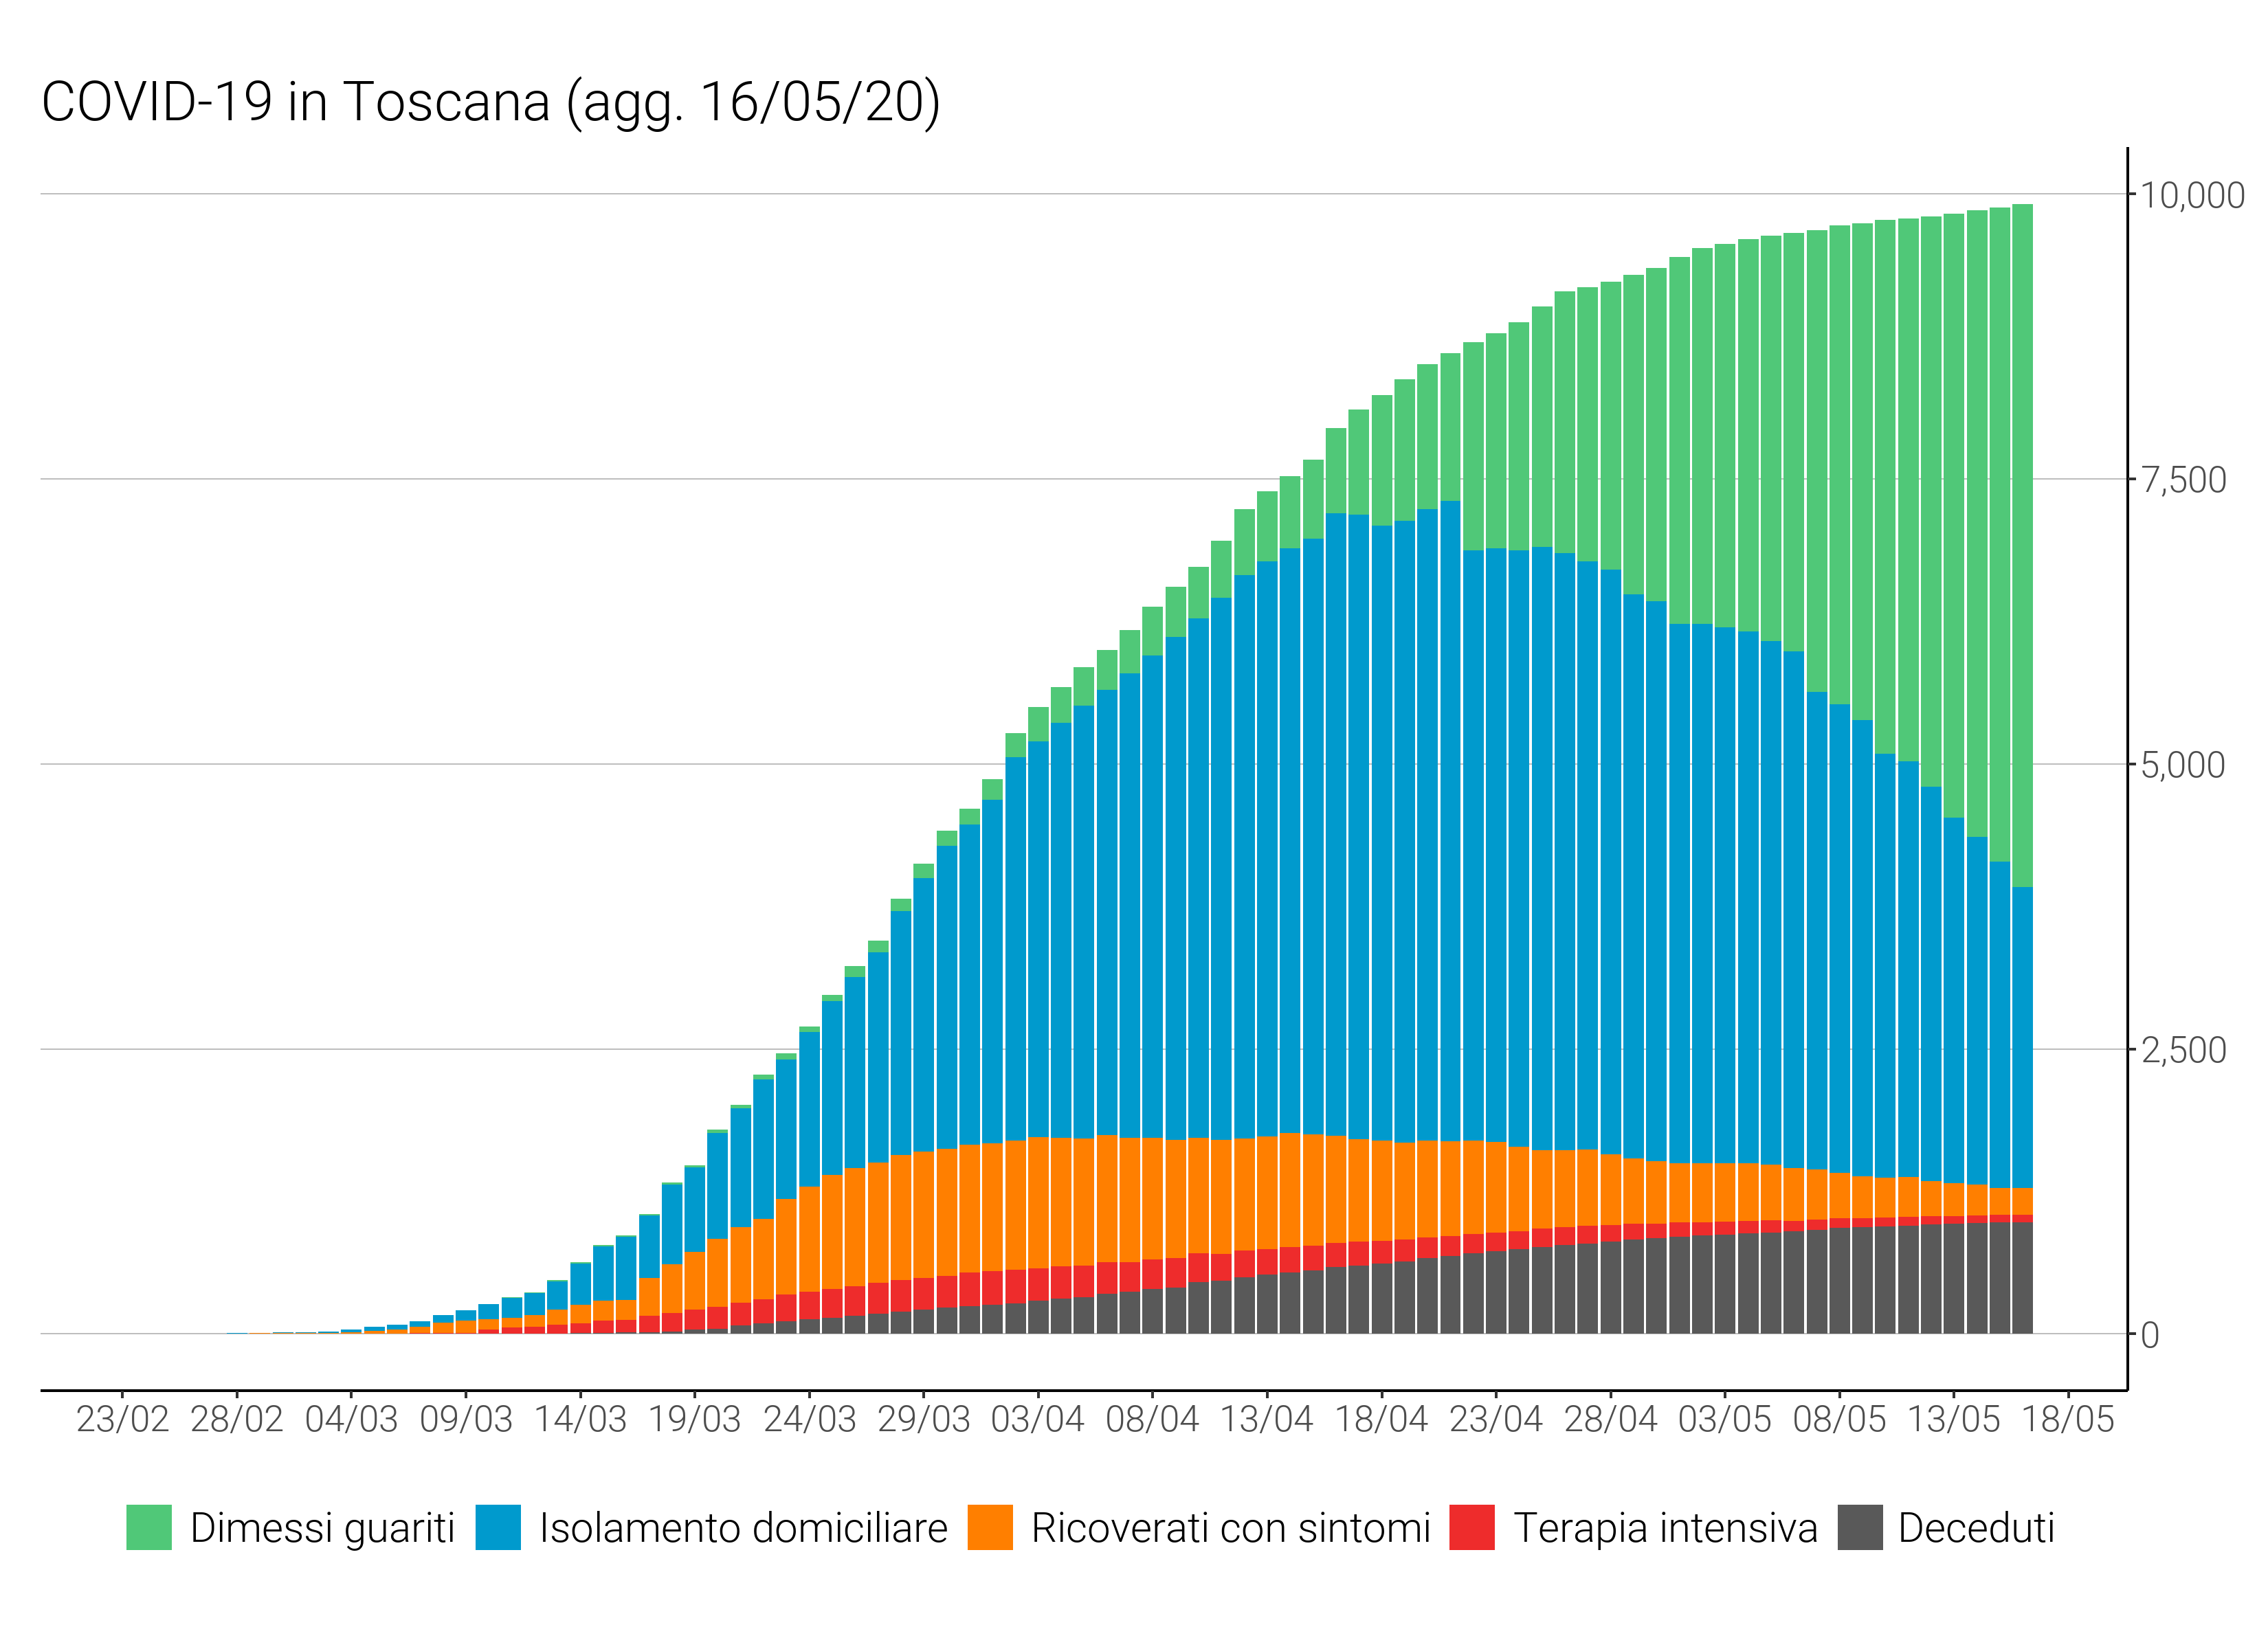 COVID-19 in Toscana (agg. 16/05/20)
10,000
7,500
5,000
2,500
0
23/02 28/02 04/03 09/03 14/03 19/03 24/03 29/03 03/04 08/04 13/04 18/04 23/04 28/04 03/05 08/05 13/05 18/05
Dimessi guariti Isolamento domiciliare Ricoverati con sintomi Terapia intensiva Deceduti